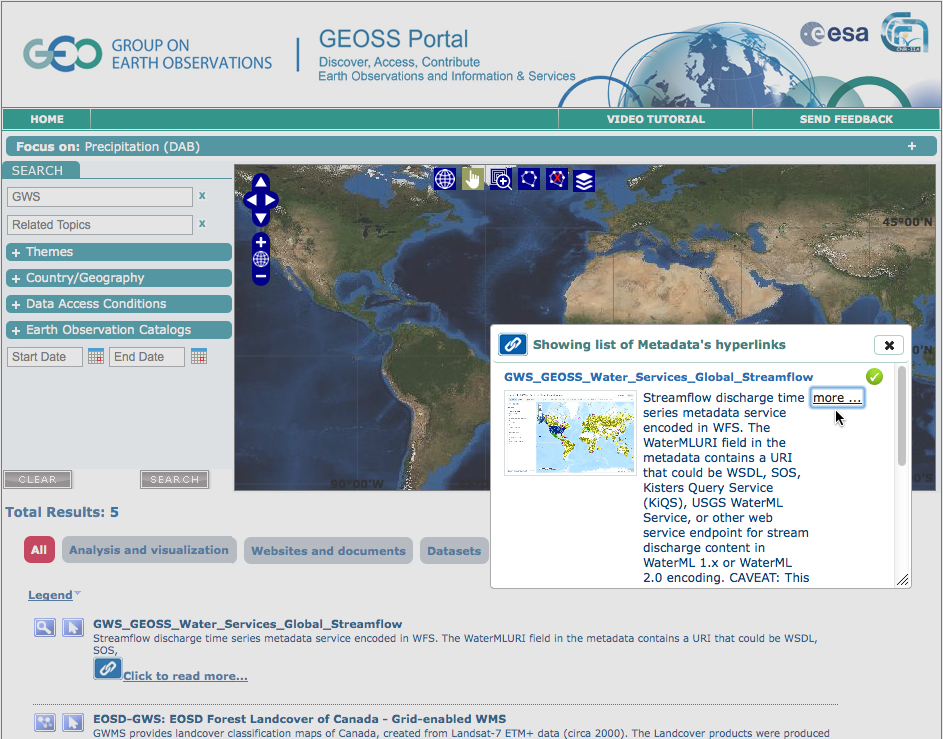 GEO GROUP ON
EARTH OBSERVATIONS
GEOSS Portal
Discover, Access, Contribute
Earth Observations and Information & Services
esa
HOME
VIDEO TUTORIAL
SEND FEEDBACK
Focus on: Precipitation (DAB)
+
SEARCH
GWS x
Related Topics x
+ Themes
+ Country/Geography
+ Data Access Conditions
+ Earth Observation Catalogs
Start Date
End Date
CLEAR
SEARCH
45°00'N
90°00'W
Showing list of Metadata's hyperlinks
GWS_GEOSS_Water_Services_Global_Streamflow
Streamflow discharge time
series metadata service
encoded in WFS. The
WaterMLURI field in the
metadata contains a URI
that could be WSDL, SOS,
Kisters Query Service
(KiQS), USGS WaterML
Service, or other web
service endpoint for stream
discharge content in
WaterML 1.x or WaterML
2.0 encoding. CAVEAT: This
more ...
Total Results: 5
All
Analysis and visualization
Websites and documents
Datasets
Legend
GWS_GEOSS_Water_Services_Global_Streamflow
Streamflow discharge time series metadata service encoded in WFS. The WaterMLURI field in the metadata contains a URI that could be WSDL,
SOS,
Click to read more...
EOSD-GWS: EOSD Forest Landcover of Canada - Grid-enabled WMS
GWMS provides landcover classification maps of Canada, created from Landsat-7 ETM+ data (circa 2000). The Landcover products were produced